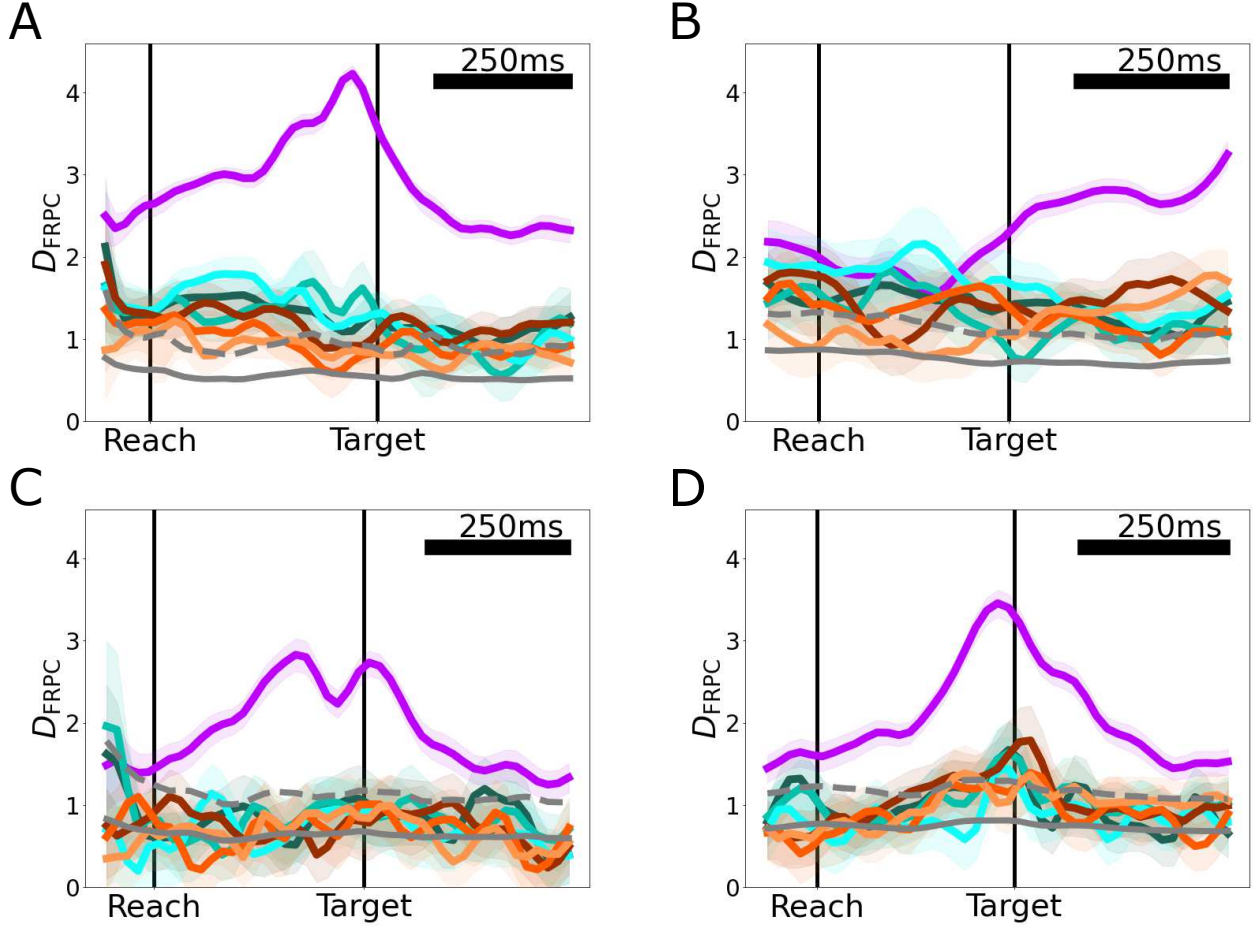 A
250ms
4
3
2
1
0
D_FRPC
Reach
Target
B
250ms
4
3
2
1
0
D_FRPC
Reach
Target
C
250ms
4
3
2
1
0
D_FRPC
Reach
Target
D
250ms
4
3
2
1
0
D_FRPC
Reach
Target